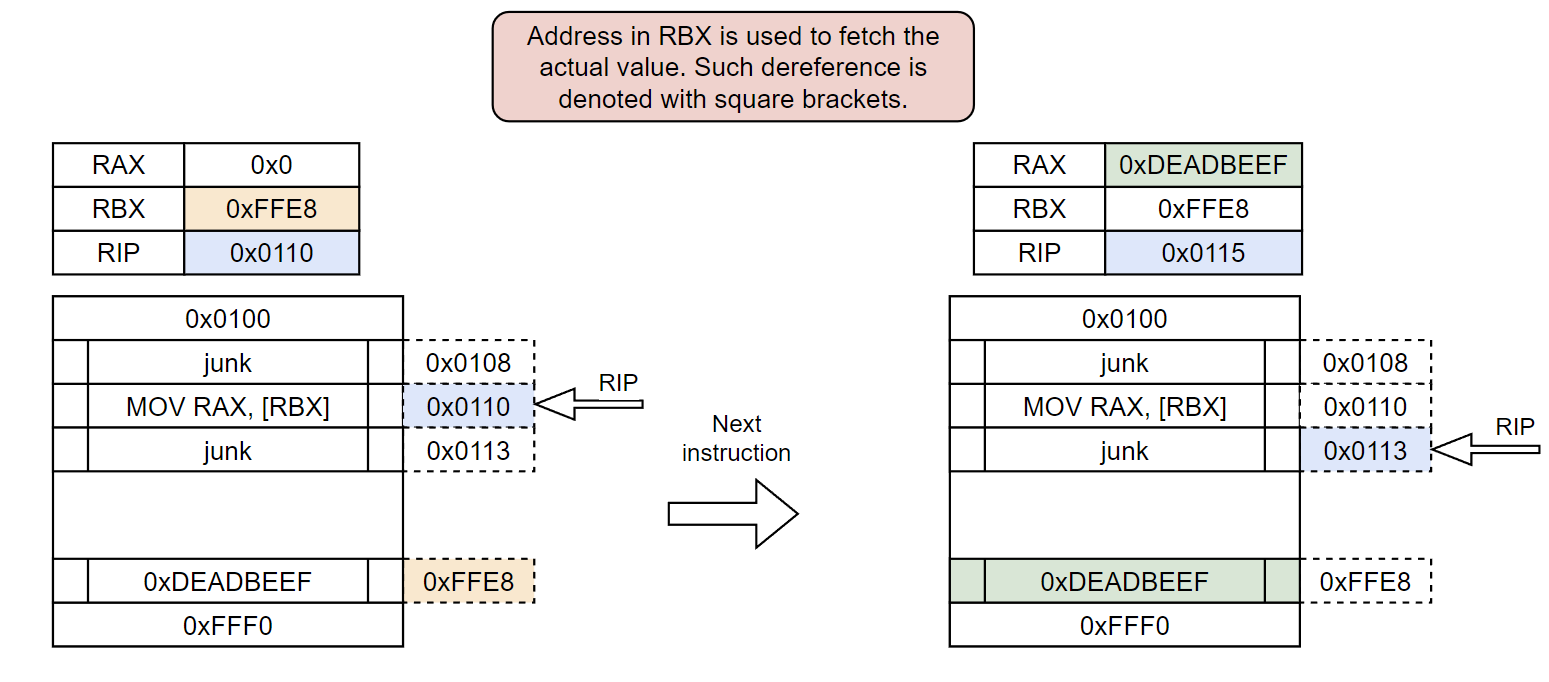 Address in RBX is used to fetch the
actual value. Such dereference is
denoted with square brackets.
RAX 0x0
RBX 0xFFE8
RIP 0x0110
0x0100
junk 0x0108
MOV RAX, [RBX] 0x0110 RIP
junk 0x0113
0xDEADBEEF 0xFFE8
0xFFF0
Next
instruction
RAX 0xDEADBEEF
RBX 0xFFE8
RIP 0x0115
0x0100
junk 0x0108
MOV RAX, [RBX] 0x0110
junk 0x0113 RIP
0xDEADBEEF 0xFFE8
0xFFF0